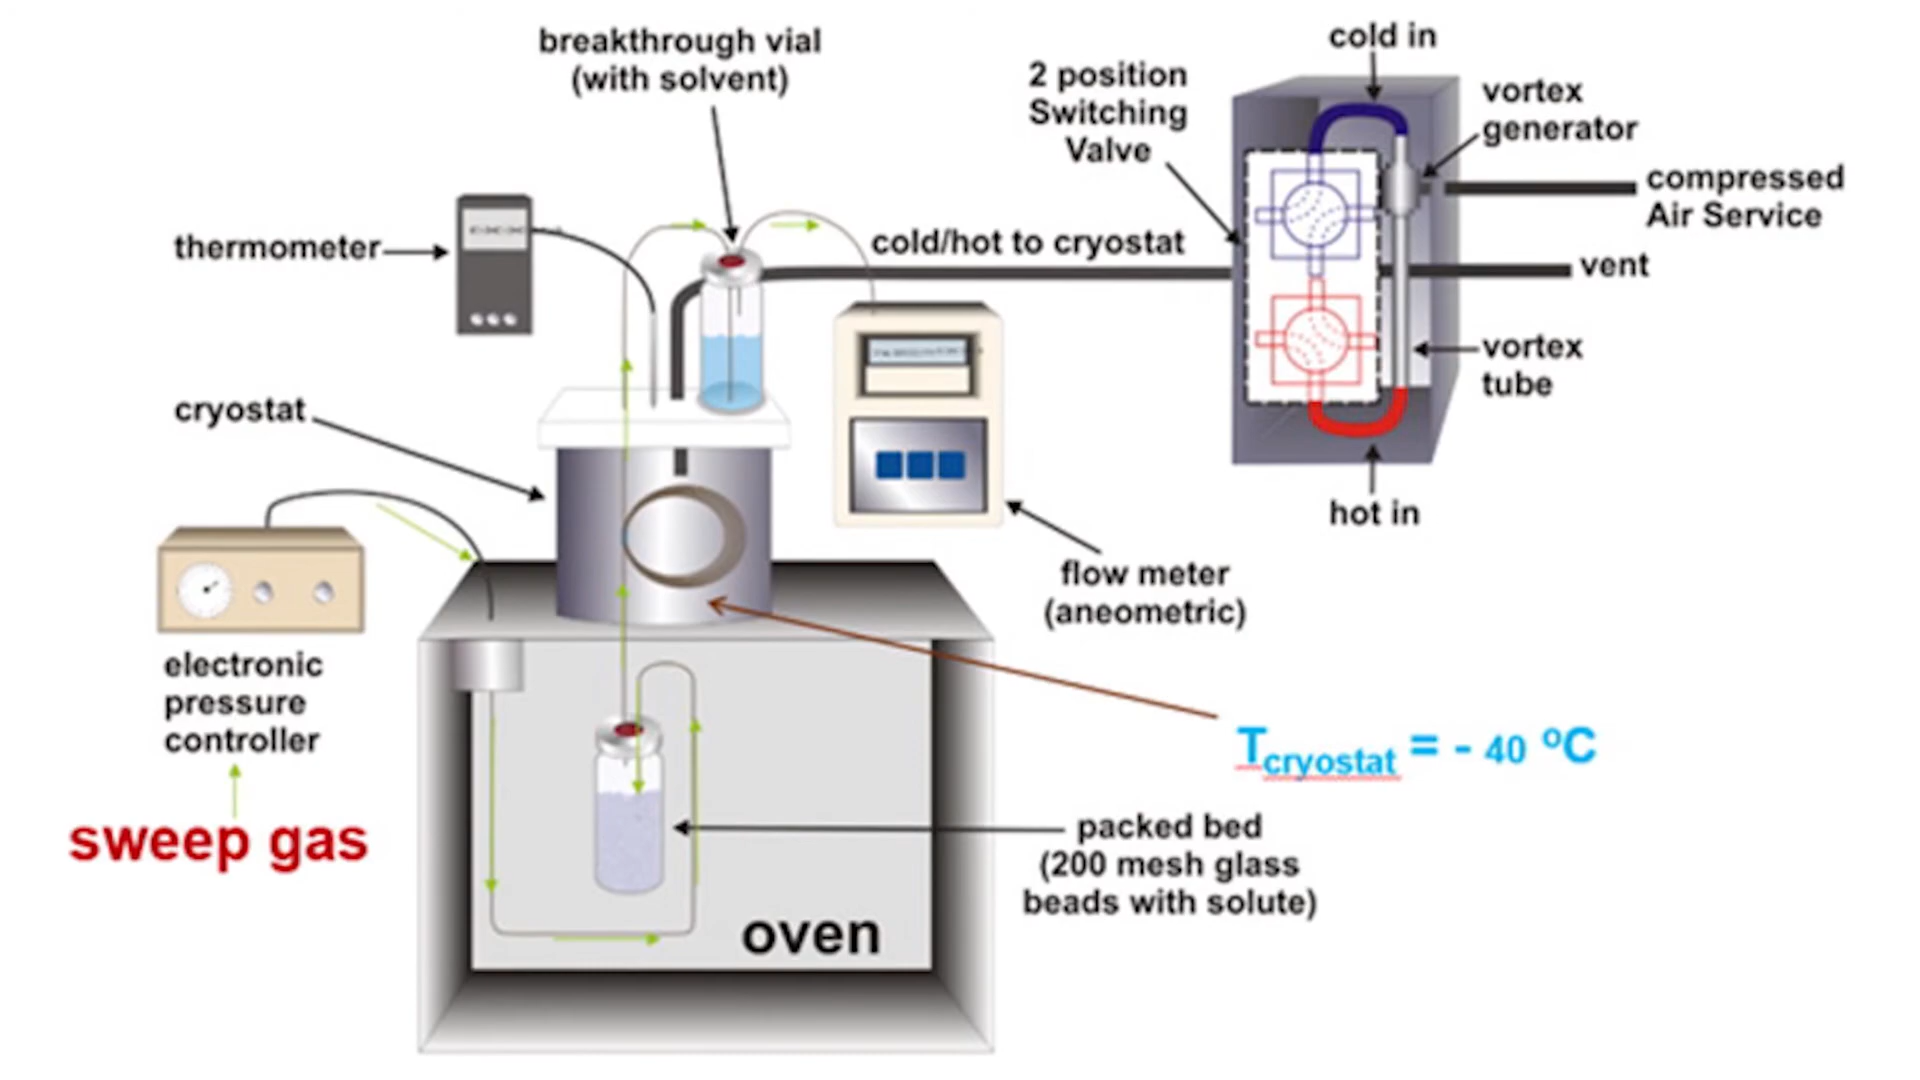 breakthrough vial
(with solvent)
cold in
2 position
Switching
Valve
vortex
generator
compressed
Air Service
thermometer
cold/hot to cryostat
vent
vortex
tube
cryostat
hot in
flow meter
(aneometric)
electronic
pressure
controller
T cryostat = - 40 ºC
sweep gas
packed bed
(200 mesh glass
beads with solute)
oven